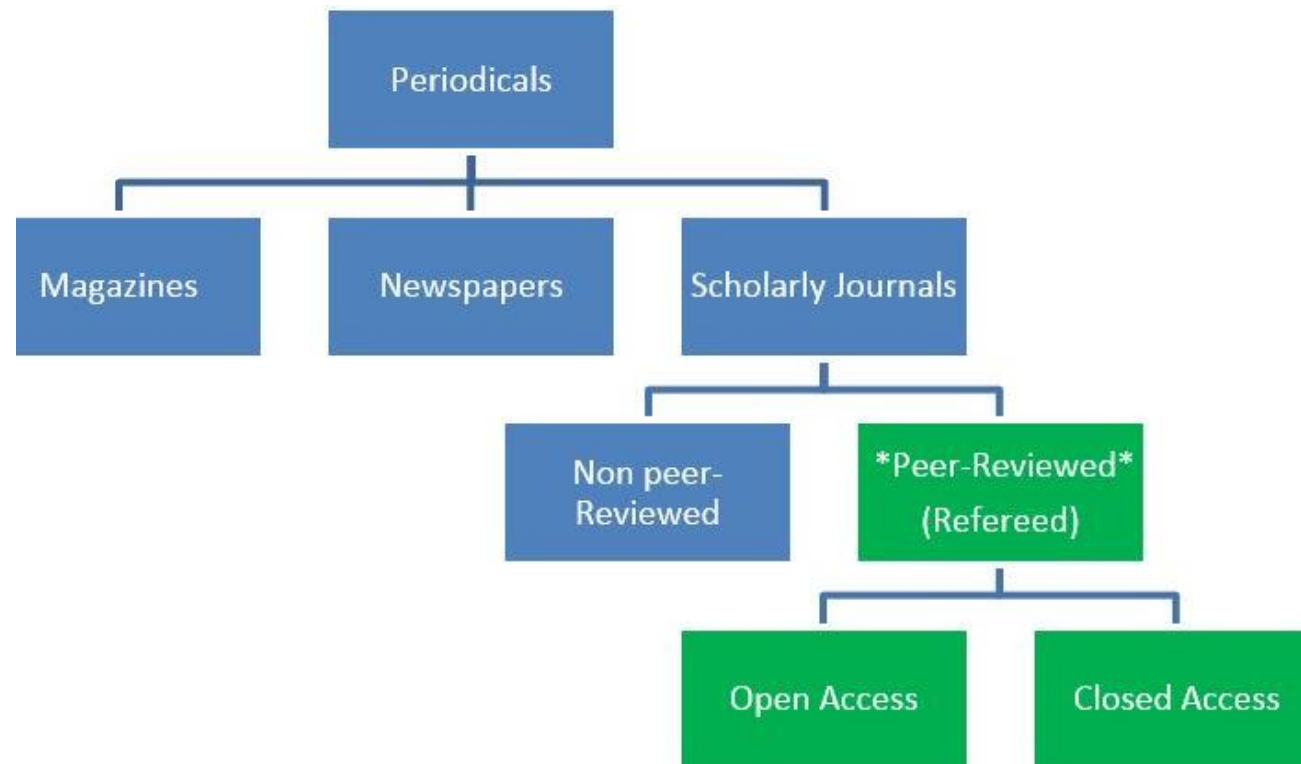 Periodicals
Magazines
Newspapers
Scholarly Journals
Non peer-
Reviewed
*Peer-Reviewed*
(Refereed)
Open Access
Closed Access